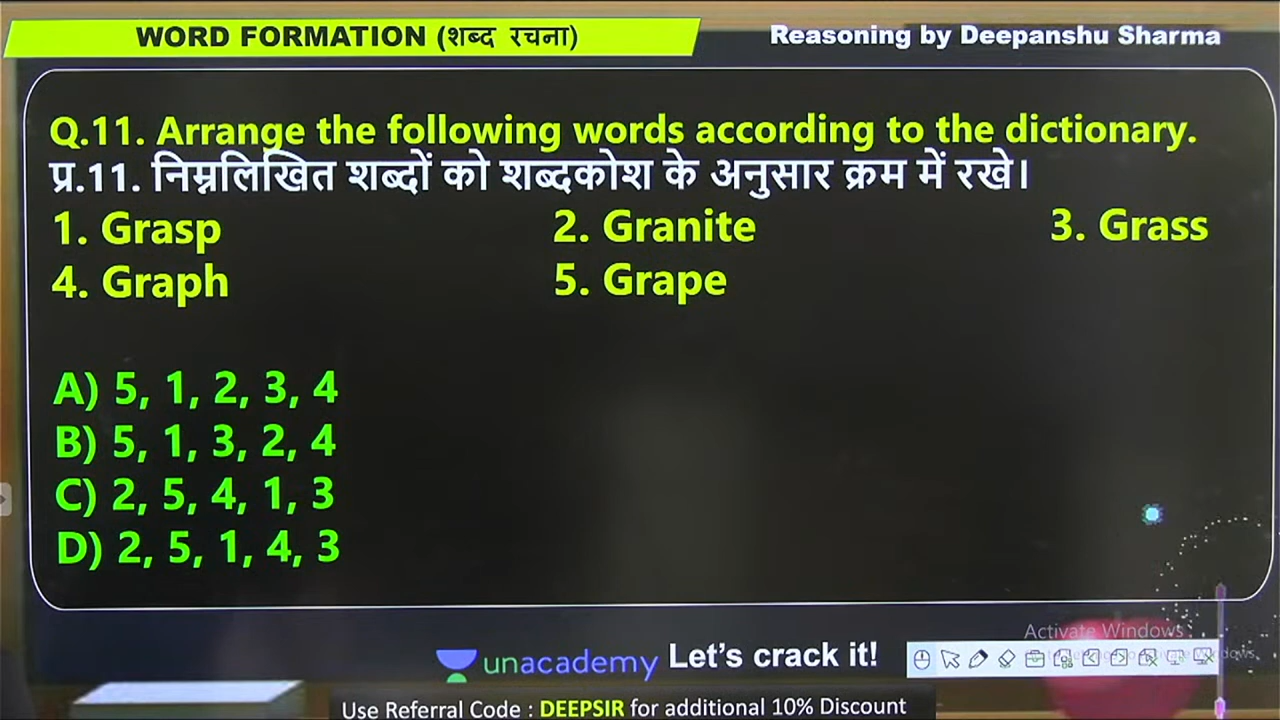 WORD FORMATION (शब्द रचना)
Reasoning by Deepanshu Sharma
Q.11. Arrange the following words according to the dictionary.
प्र.11. निम्नलिखित शब्दों को शब्दकोश के अनुसार क्रम में रखे।
1. Grasp 2. Granite 3. Grass
4. Graph 5. Grape
A) 5, 1, 2, 3, 4
B) 5, 1, 3, 2, 4
C) 2, 5, 4, 1, 3
D) 2, 5, 1, 4, 3
Activate Windows
unacademy Let's crack it!
Use Referral Code : DEEPSIR for additional 10% Discount